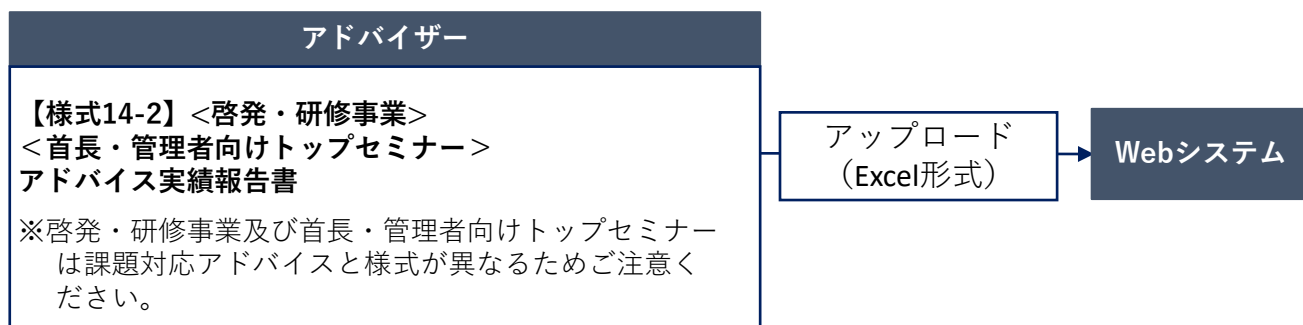 アドバイザー
【様式14-2】<啓発・研修事業>
＜首長・管理者向けトップセミナー＞
アドバイス実績報告書
※啓発・研修事業及び首長・管理者向けトップセミナー
は課題対応アドバイスと様式が異なるためご注意く
ださい。
アップロード
（Excel形式）
Webシステム